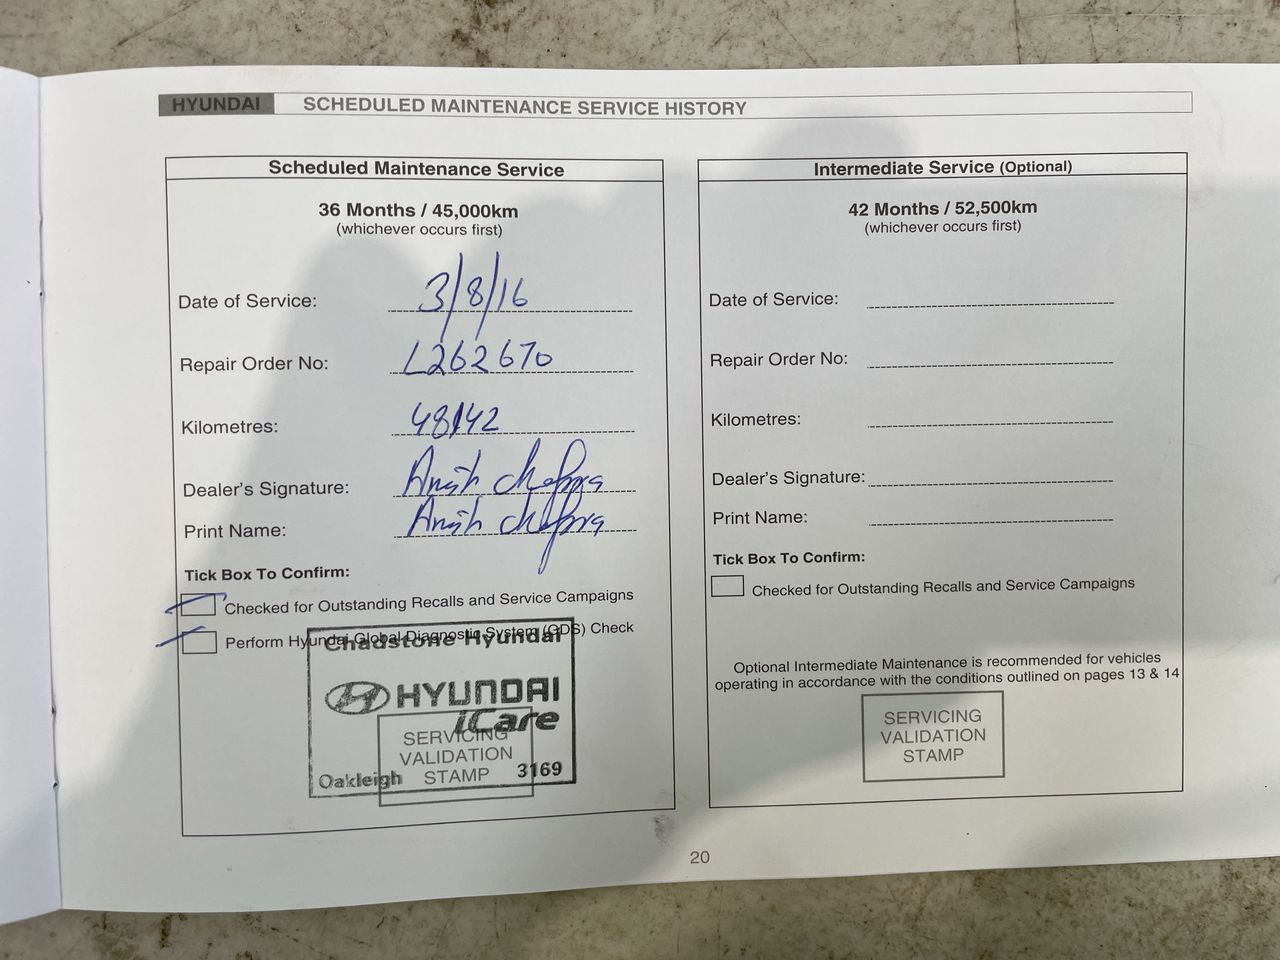 HYUNDAI SCHEDULED MAINTENANCE SERVICE HISTORY
Scheduled Maintenance Service
36 Months / 45,000km
(whichever occurs first)
Date of Service: 3/8/16
Repair Order No: L262670
Kilometres: 48142
Dealer's Signature:
Print Name:
Tick Box To Confirm:
Checked for Outstanding Recalls and Service Campaigns
Perform Hyundai Global Diagnostic System (GDS) Check
Chadstone Hyundai
HYUNDAI
iCare
SERVICING
VALIDATION
STAMP
Oakleigh 3169
Intermediate Service (Optional)
42 Months / 52,500km
(whichever occurs first)
Date of Service:
Repair Order No:
Kilometres:
Dealer's Signature:
Print Name:
Tick Box To Confirm:
Checked for Outstanding Recalls and Service Campaigns
Optional Intermediate Maintenance is recommended for vehicles
operating in accordance with the conditions outlined on pages 13 & 14
SERVICING
VALIDATION
STAMP
20